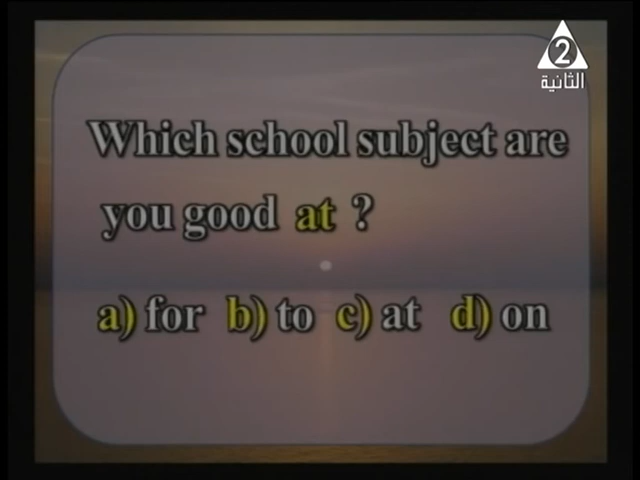 2
الثانية
Which school subject are
you good at ?
a) for b) to c) at d) on